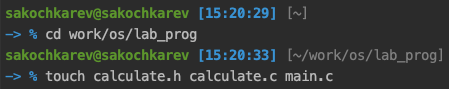 sakochkarev@sakochkarev [15:20:29] [~]
-> % cd work/os/lab_prog
sakochkarev@sakochkarev [15:20:33] [~/work/os/lab_prog]
-> % touch calculate.h calculate.c main.c